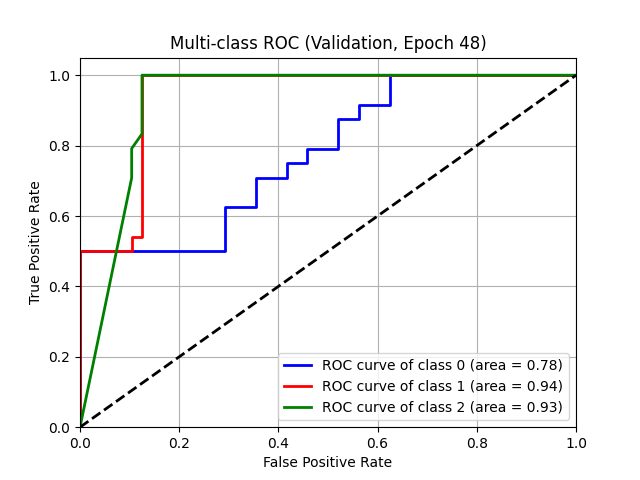 Multi-class ROC (Validation, Epoch 48)
1.0
0.8
0.6
0.4
0.2
0.0
True Positive Rate
ROC curve of class 0 (area = 0.78)
ROC curve of class 1 (area = 0.94)
ROC curve of class 2 (area = 0.93)
0.0 0.2 0.4 0.6 0.8 1.0
False Positive Rate